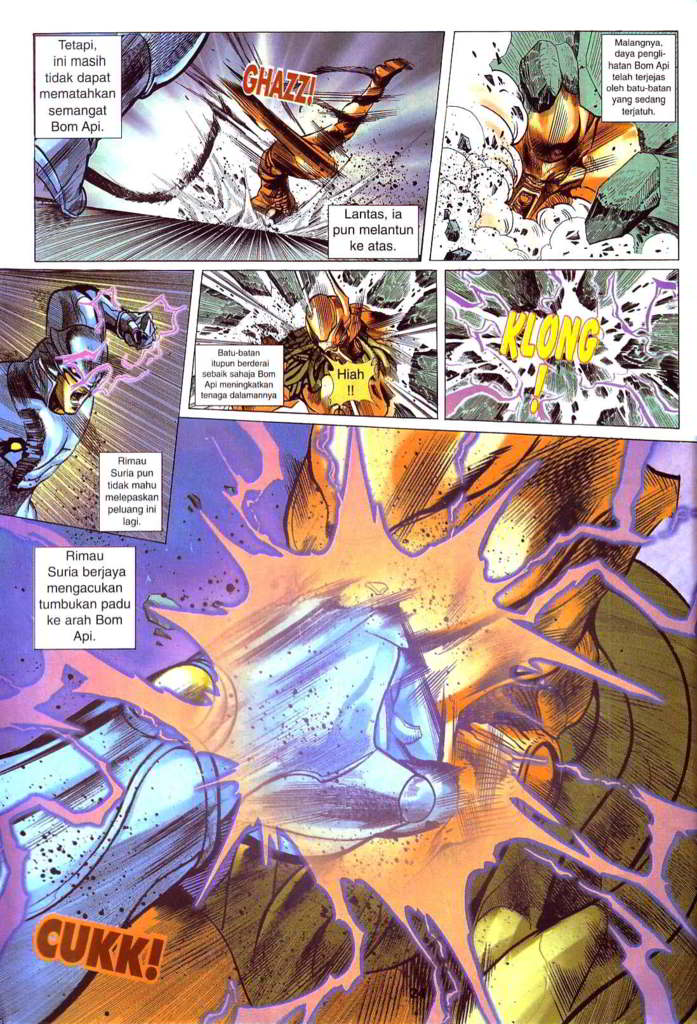 Tetapi,
ini masih
tidak dapat
mematahkan
semangat
Bom Api.
GHAZZ!
Lantas, ia
pun melantun
ke atas.
Malangnya,
daya pengli-
hatan Bom Api
telah terjejas
oleh batu-batan
yang sedang
terjatuh.
Rimau
Suria pun
tidak mahu
melepaskan
peluang ini
lagi.
Batu-batan
itupun berderai
sebaik sahaja Bom
Api meningkatkan
tenaga dalamannya
Hiah
!!
KLONG
!
Rimau
Suria berjaya
mengacukan
tumbukan padu
ke arah Bom
Api.
CUKK!